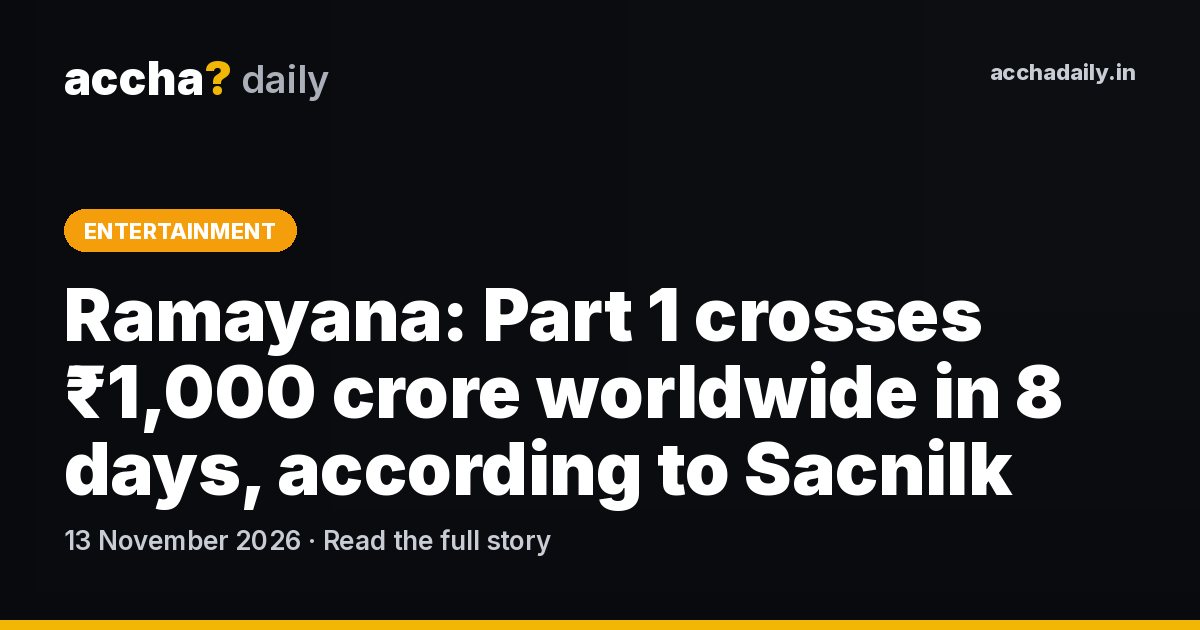 accha? daily
acchadaily.in
ENTERTAINMENT
Ramayana: Part 1 crosses
₹1,000 crore worldwide in 8
days, according to Sacnilk
13 November 2026 · Read the full story